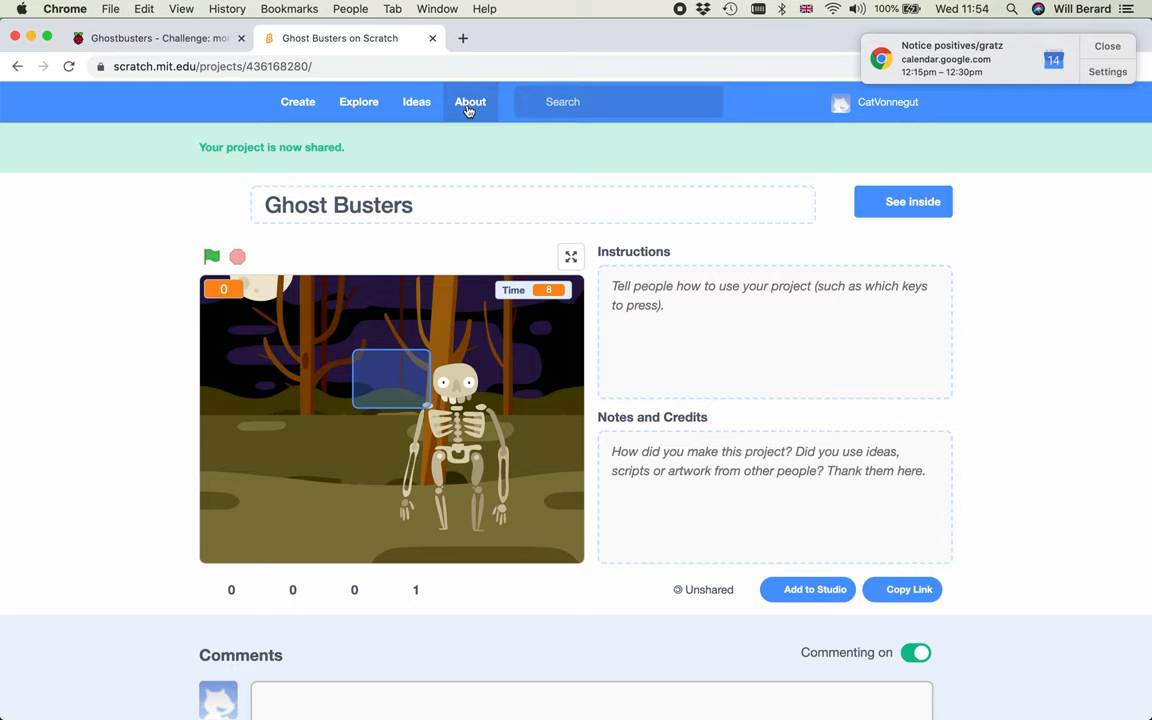 Chrome File Edit View History Bookmarks People Tab Window Help 100% Wed 11:54 Will Berard
Ghostbusters - Challenge: mor
Ghost Busters on Scratch
scratch.mit.edu/projects/436168280/
Notice positives/gratz
calendar.google.com
12:15pm – 12:30pm
14
Close
Settings
Create Explore Ideas About Search CatVonnegut
Your project is now shared.
Ghost Busters
See inside
0
Time 8
Instructions
Tell people how to use your project (such as which keys
to press).
Notes and Credits
How did you make this project? Did you use ideas,
scripts or artwork from other people? Thank them here.
0 0 0 1
Unshared
Add to Studio
Copy Link
Comments
Commenting on